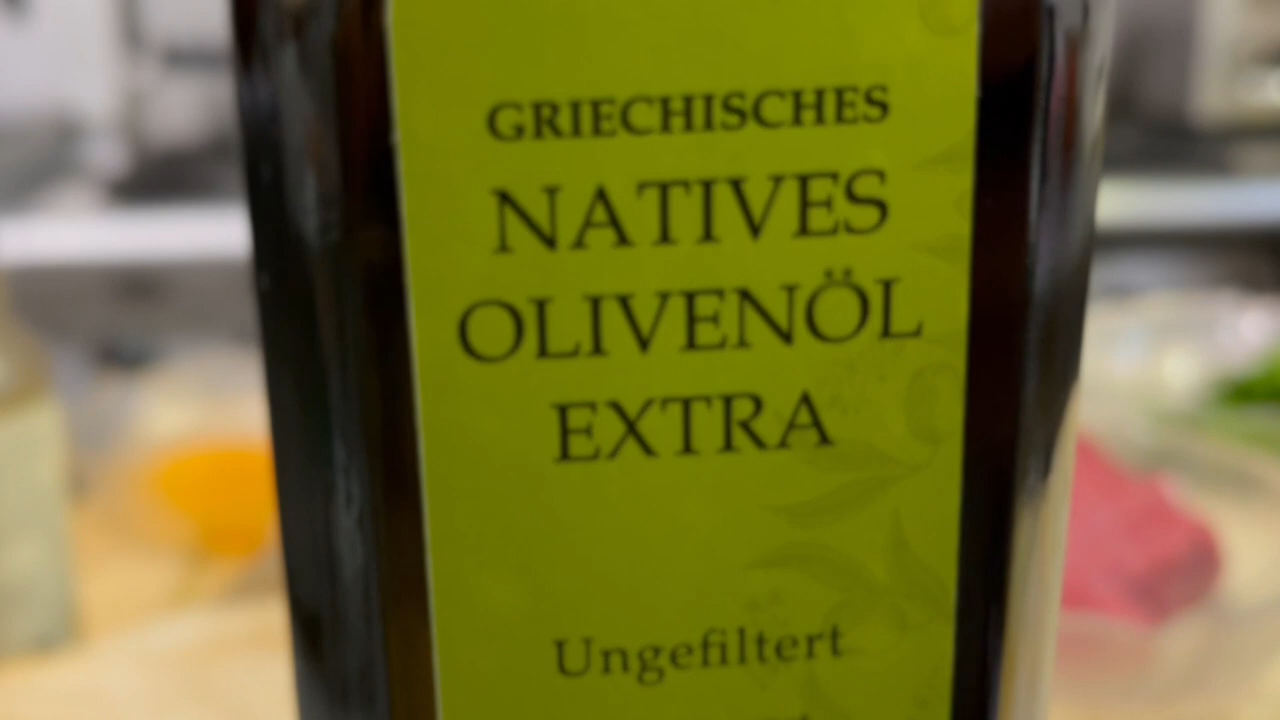 GRIECHISCHES
NATIVES
OLIVENÖL
EXTRA
Ungefiltert